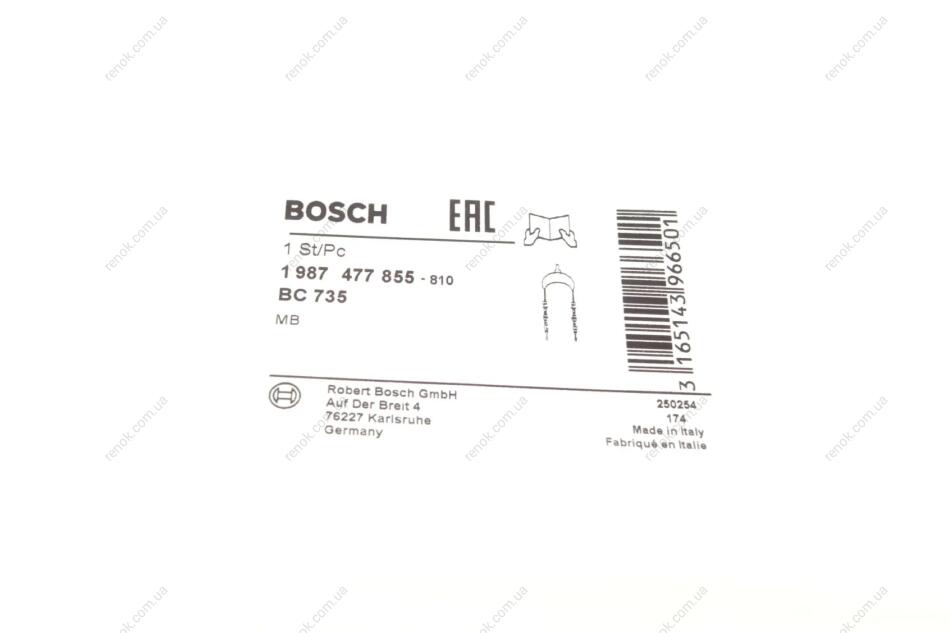 BOSCH EAC
1 St/Pc
1 987 477 855 - 810
BC 735
MB
3 165143 966501
Robert Bosch GmbH
Auf Der Breit 4
76227 Karlsruhe
Germany
250254
174
Made in Italy
Fabriqué en Italie
renok.com.ua